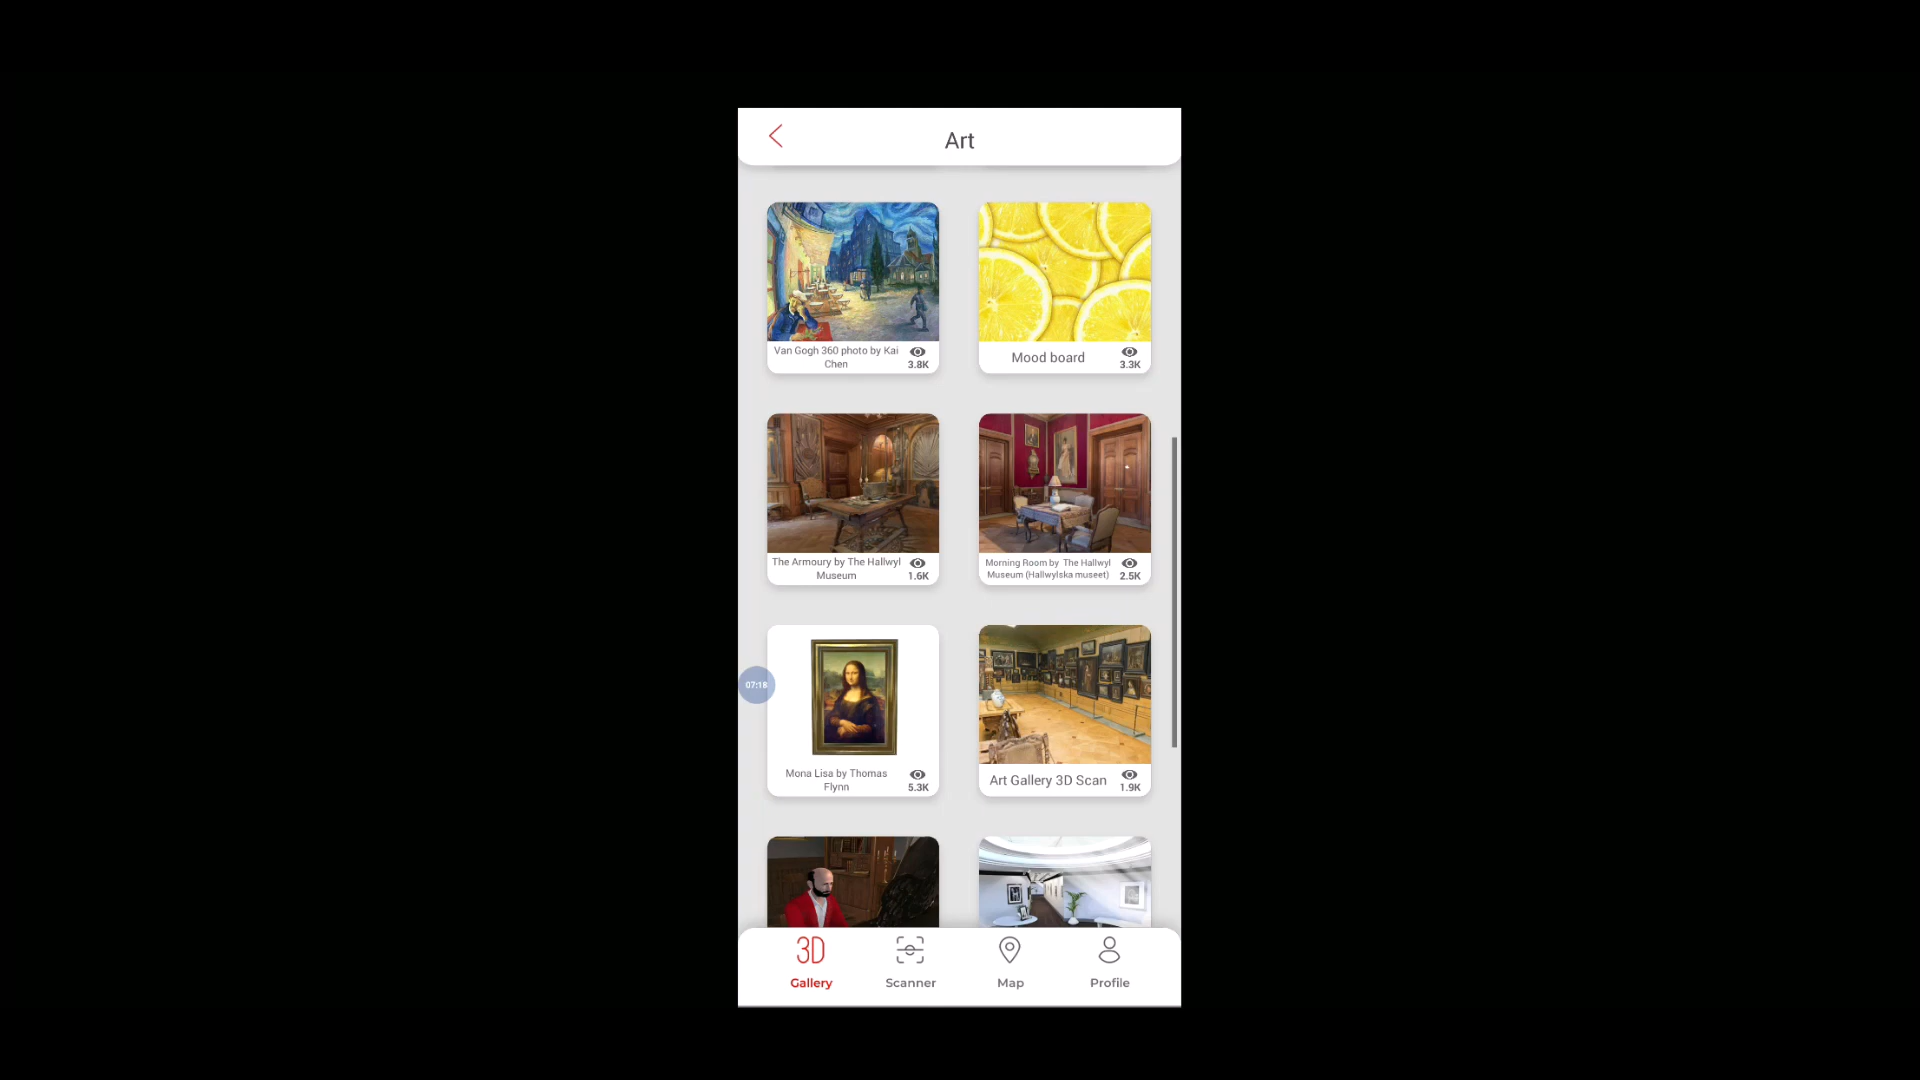 Art
Van Gogh 360 photo by Kai
Chen
3.8K
Mood board
3.3K
The Armoury by The Hallwyl
Museum
1.6K
Morning Room by The Hallwyl
Museum (Hallwylska museet)
2.5K
07:18
Mona Lisa by Thomas
Flynn
5.3K
Art Gallery 3D Scan
1.9K
3D
Gallery
Scanner
Map
Profile